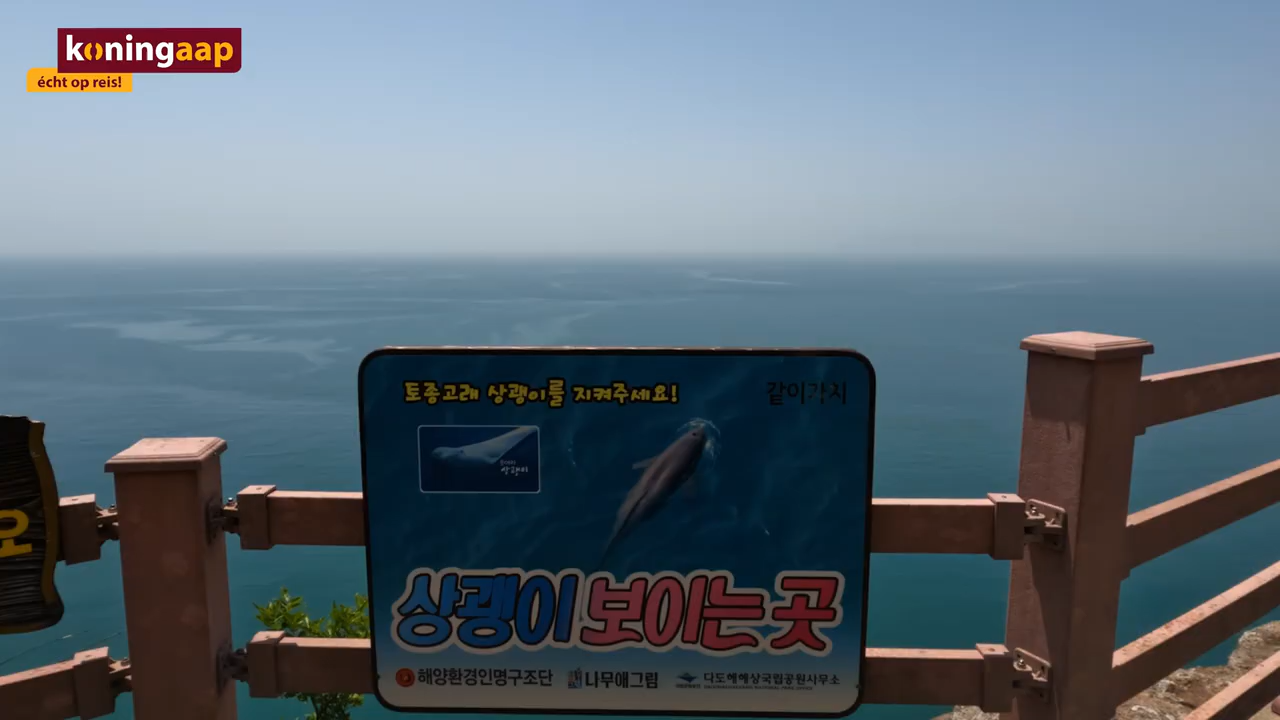 koningaap
écht op reis!
토종고래 상괭이를 지켜주세요!
같이가치
상괭이
상괭이 보이는 곳
해양환경인명구조단
나무애그림
다도해해상국립공원사무소
요